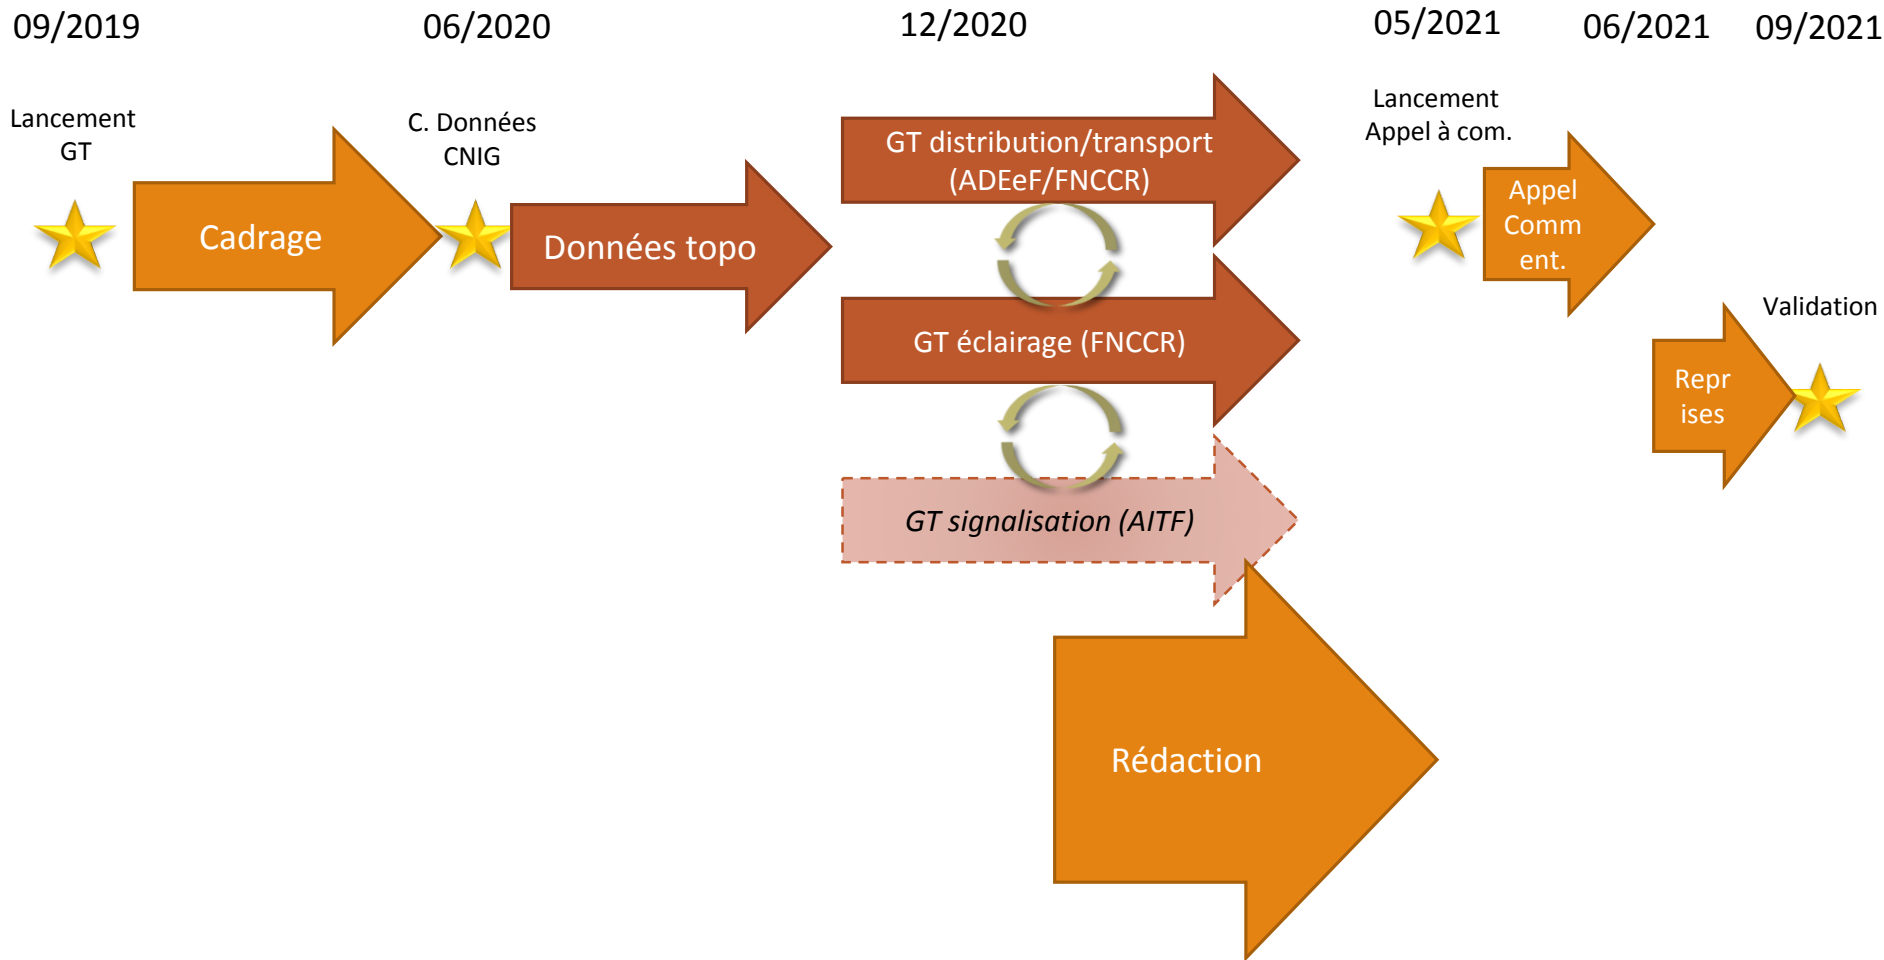 09/2019
06/2020
12/2020
05/2021
06/2021
09/2021
Lancement
GT
Cadrage
C. Données
CNIG
Données topo
GT distribution/transport
(ADEeF/FNCCR)
GT éclairage (FNCCR)
GT signalisation (AITF)
Rédaction
Lancement
Appel à com.
Appel
Comm
ent.
Repr
ises
Validation